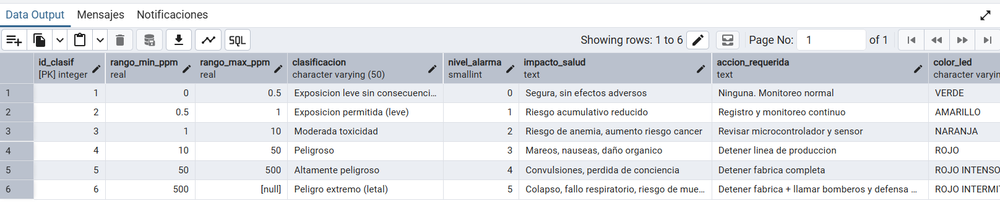 Data Output Mensajes Notificaciones
SQL Showing rows: 1 to 6 Page No: 1 of 1
id_clasif rango_min_ppm rango_max_ppm clasificacion nivel_alarma impacto_salud accion_requerida color_led
[PK] integer real real character varying (50) smallint text text character varyin
1 1 0 0.5 Exposicion leve sin consecuenci... 0 Segura, sin efectos adversos Ninguna. Monitoreo normal VERDE
2 2 0.5 1 Exposicion permitida (leve) 1 Riesgo acumulativo reducido Registro y monitoreo continuo AMARILLO
3 3 1 10 Moderada toxicidad 2 Riesgo de anemia, aumento riesgo cancer Revisar microcontrolador y sensor NARANJA
4 4 10 50 Peligroso 3 Mareos, nauseas, daño organico Detener linea de produccion ROJO
5 5 50 500 Altamente peligroso 4 Convulsiones, perdida de conciencia Detener fabrica completa ROJO INTENSO
6 6 500 [null] Peligro extremo (letal) 5 Colapso, fallo respiratorio, riesgo de mue... Detener fabrica + llamar bomberos y defensa ... ROJO INTERMI